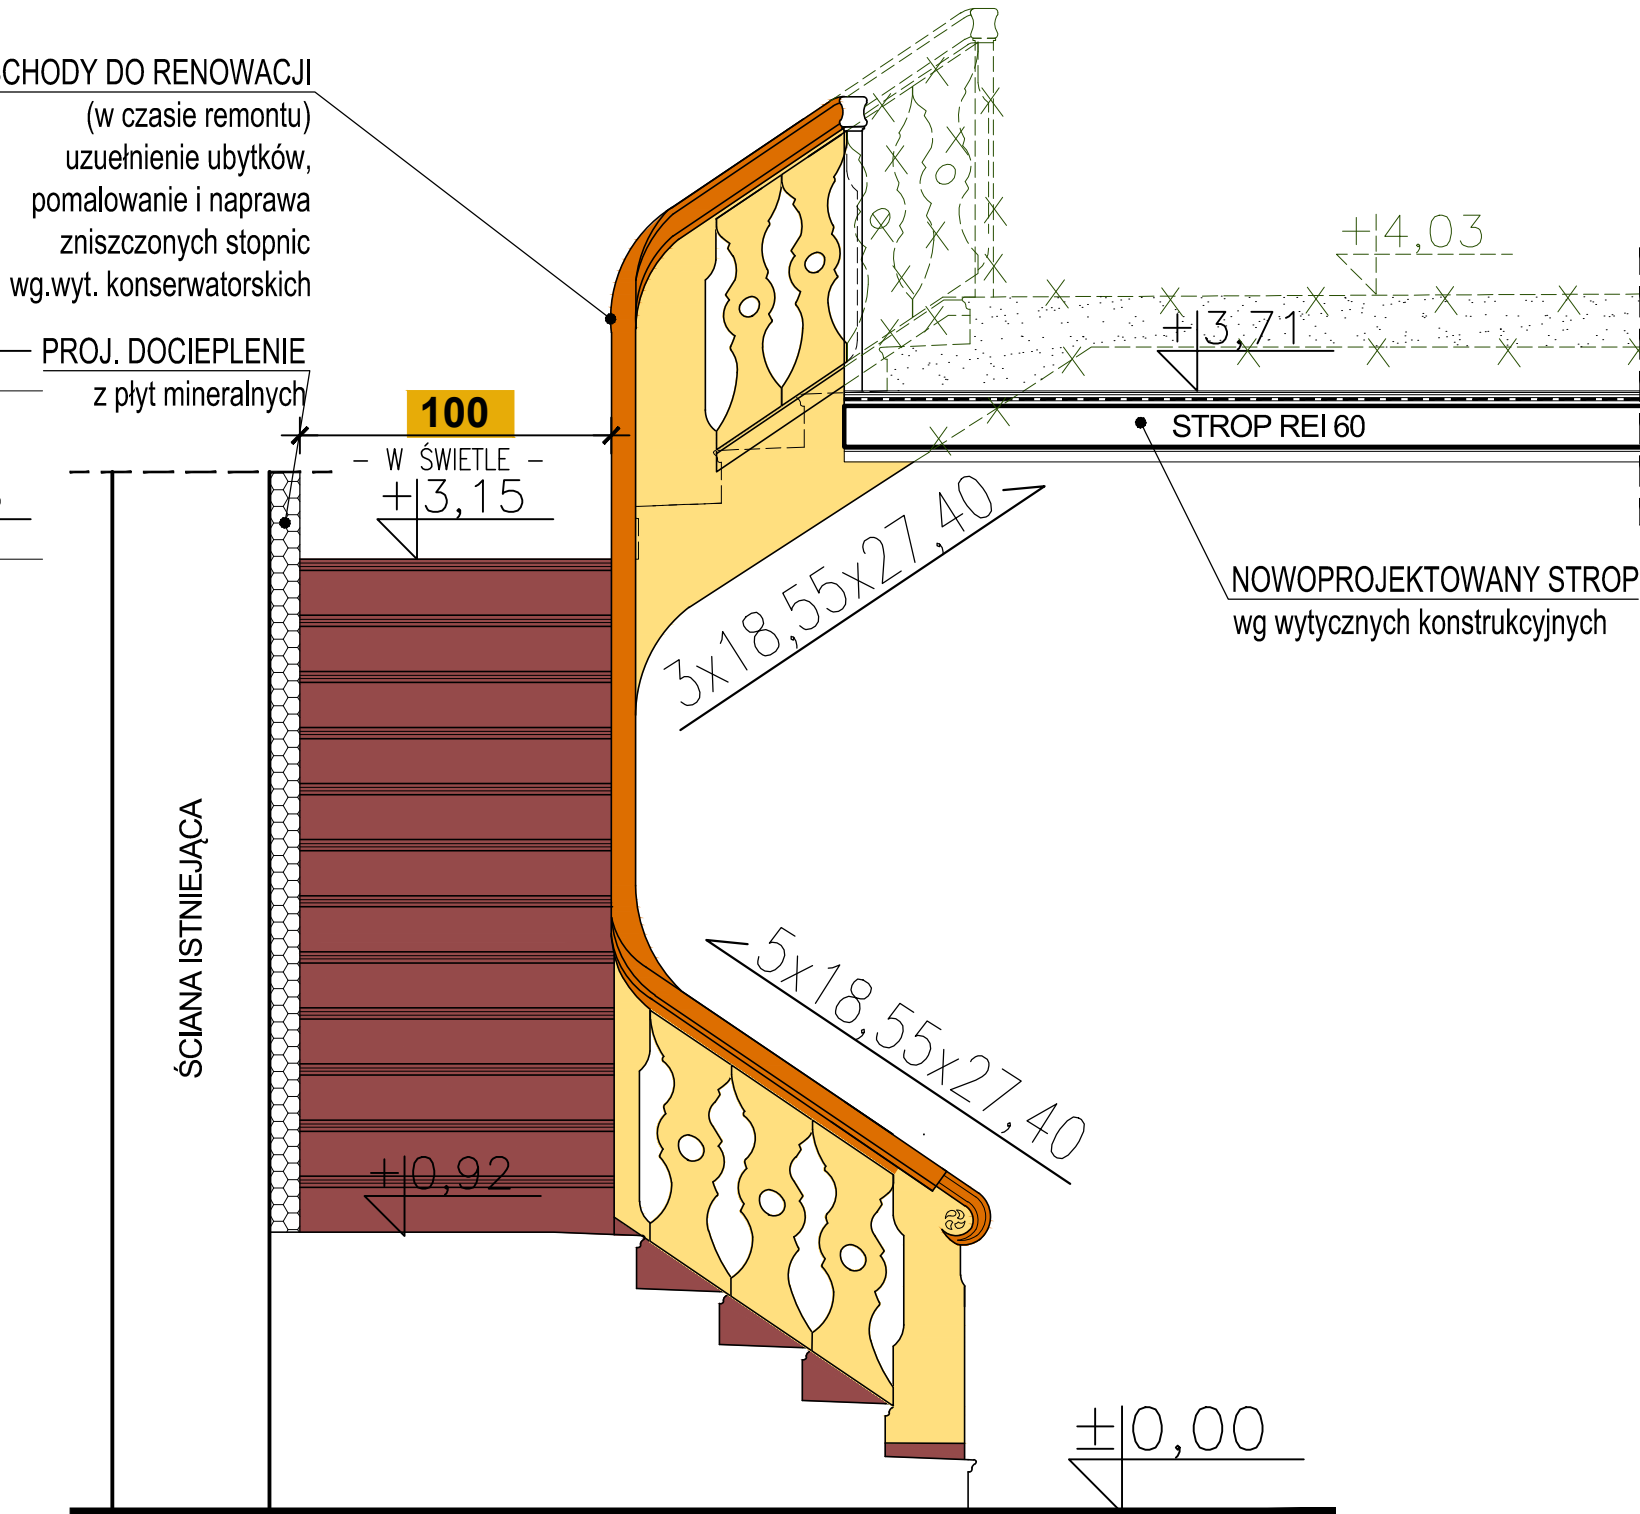 CHODY DO RENOWACJI
(w czasie remontu)
uzuełnienie ubytków,
pomalowanie i naprawa
zniszczonych stopnic
wg.wyt. konserwatorskich
PROJ. DOCIEPLENIE
z płyt mineralnych
100
- W ŚWIETLE -
+3,15
+4,03
+3,71
STROP REI 60
3x18,55x27,40
NOWOPROJEKTOWANY STROP
wg wytycznych konstrukcyjnych
ŚCIANA ISTNIEJĄCA
5x18,55x27,40
+0,92
±0,00